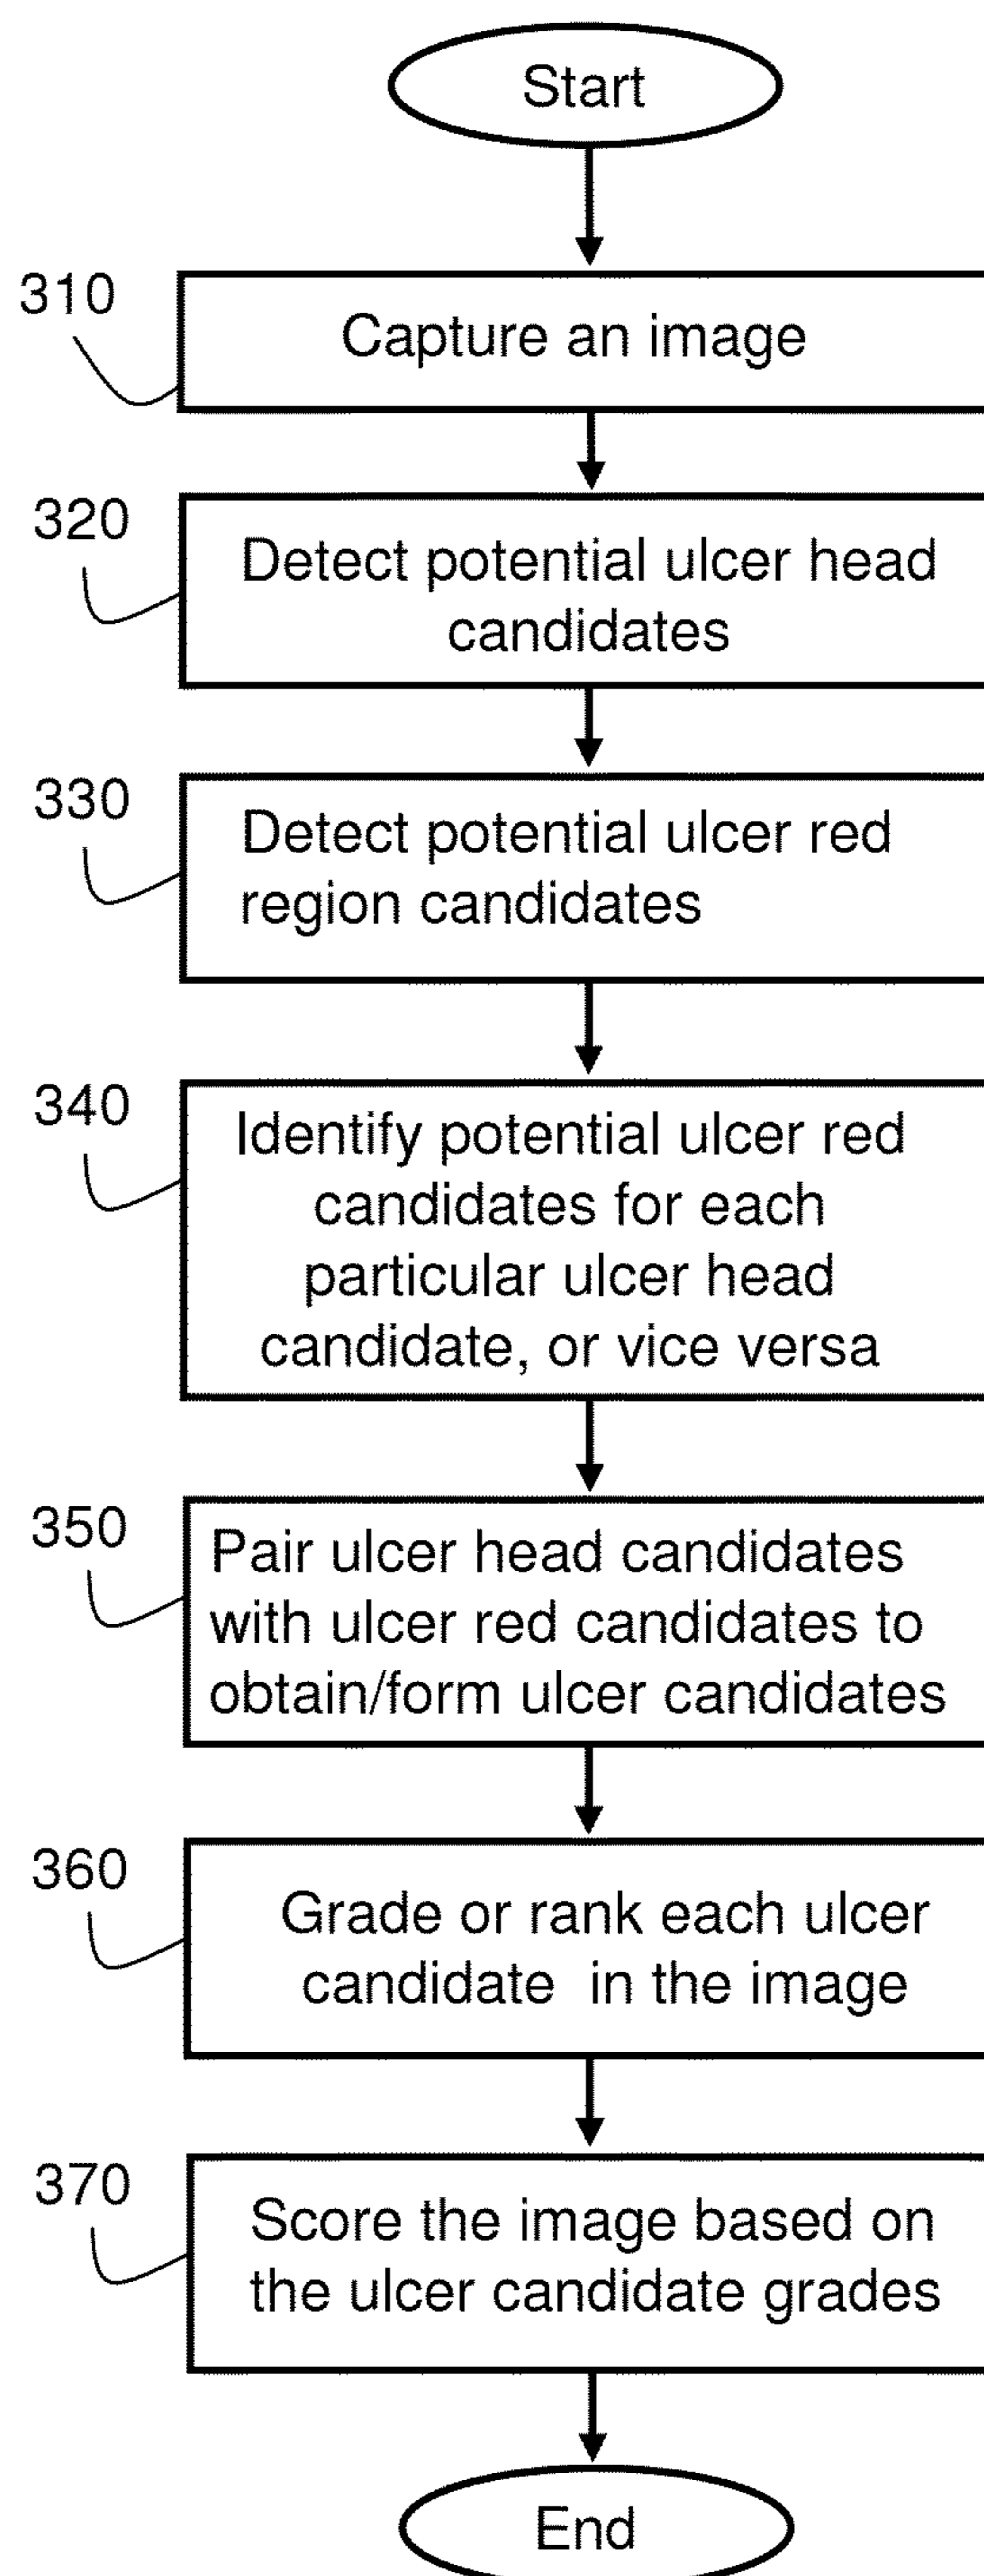 Start
310
Capture an image
320
Detect potential ulcer head
candidates
330
Detect potential ulcer red
region candidates
340
Identify potential ulcer red
candidates for each
particular ulcer head
candidate, or vice versa
350
Pair ulcer head candidates
with ulcer red candidates to
obtain/form ulcer candidates
360
Grade or rank each ulcer
candidate in the image
370
Score the image based on
the ulcer candidate grades
End